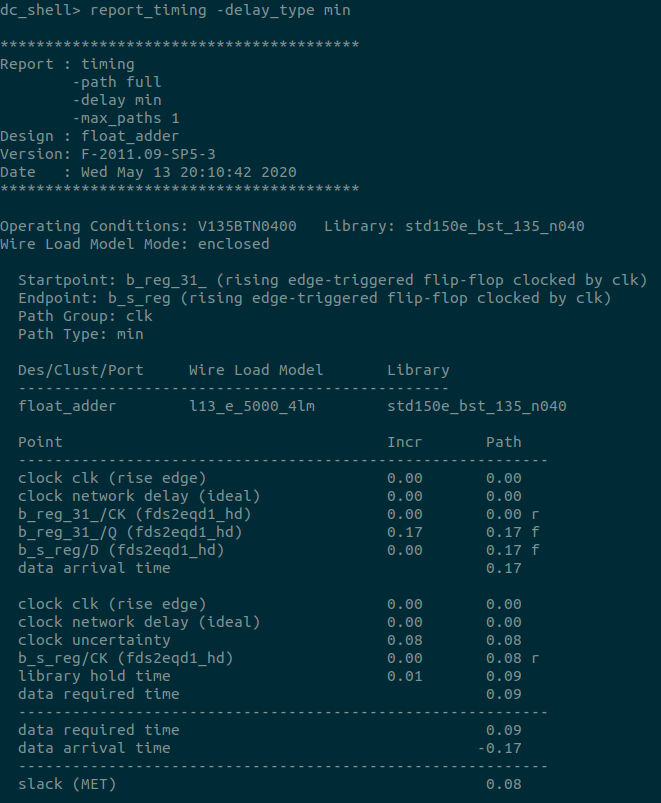 dc_shell> report_timing -delay_type min

****************************************
Report : timing
        -path full
        -delay min
        -max_paths 1
Design : float_adder
Version: F-2011.09-SP5-3
Date   : Wed May 13 20:10:42 2020
****************************************

Operating Conditions: V135BTN0400   Library: std150e_bst_135_n040
Wire Load Model Mode: enclosed

  Startpoint: b_reg_31_ (rising edge-triggered flip-flop clocked by clk)
  Endpoint: b_s_reg (rising edge-triggered flip-flop clocked by clk)
  Path Group: clk
  Path Type: min

  Des/Clust/Port     Wire Load Model       Library
  ------------------------------------------------
  float_adder        l13_e_5000_4lm        std150e_bst_135_n040

  Point                                    Incr       Path
  -----------------------------------------------------------
  clock clk (rise edge)                    0.00       0.00
  clock network delay (ideal)              0.00       0.00
  b_reg_31_/CK (fds2eqd1_hd)               0.00       0.00 r
  b_reg_31_/Q (fds2eqd1_hd)                0.17       0.17 f
  b_s_reg/D (fds2eqd1_hd)                  0.00       0.17 f
  data arrival time                                   0.17

  clock clk (rise edge)                    0.00       0.00
  clock network delay (ideal)              0.00       0.00
  clock uncertainty                        0.08       0.08
  b_s_reg/CK (fds2eqd1_hd)                 0.00       0.08 r
  library hold time                        0.01       0.09
  data required time                                  0.09
  -----------------------------------------------------------
  data required time                                  0.09
  data arrival time                                  -0.17
  -----------------------------------------------------------
  slack (MET)                                         0.08